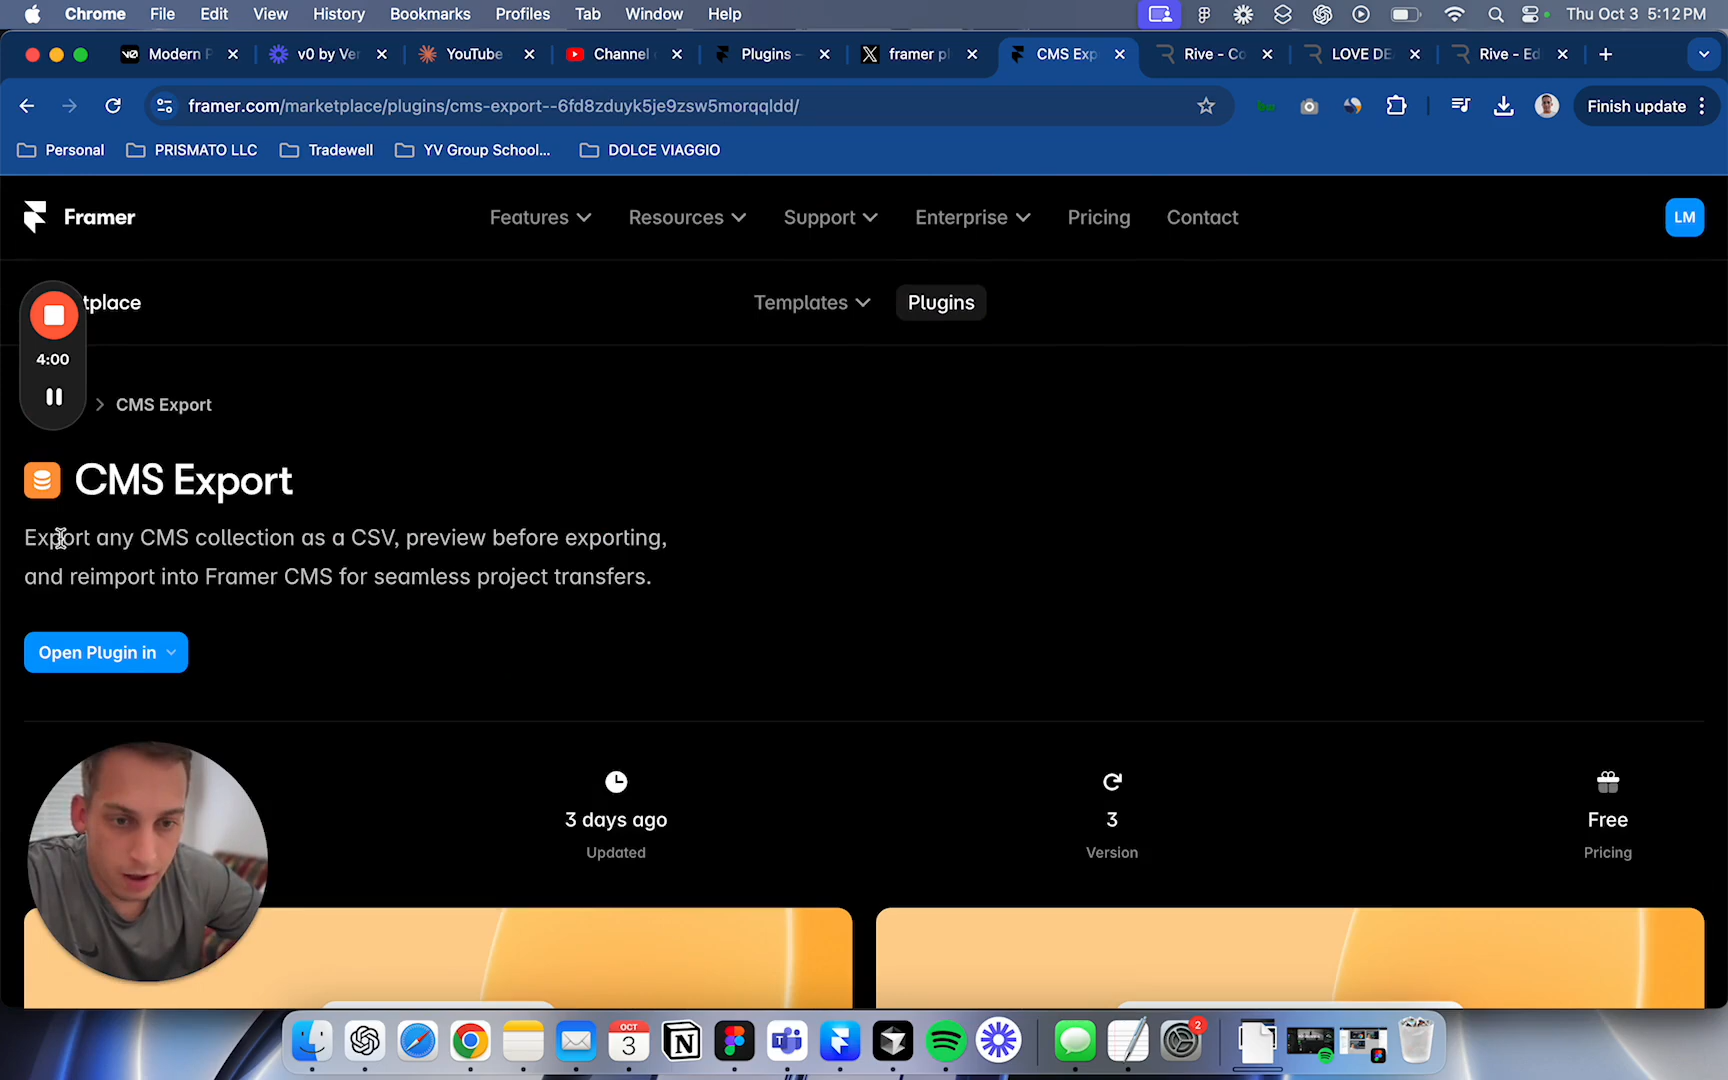 Chrome File Edit View History Bookmarks Profiles Tab Window Help Thu Oct 3 5:12 PM
Modern P v0 by Ver YouTube Channel Plugins – framer pl CMS Exp Rive - Co LOVE DE Rive - Ed
framer.com/marketplace/plugins/cms-export--6fd8zduyk5je9zsw5morqqldd/ Finish update
Personal PRISMATO LLC Tradewell YV Group School... DOLCE VIAGGIO
Framer Features Resources Support Enterprise Pricing Contact LM
tplace Templates Plugins
4:00
CMS Export
CMS Export
Export any CMS collection as a CSV, preview before exporting,
and reimport into Framer CMS for seamless project transfers.
Open Plugin in
3 days ago 3 Free
Updated Version Pricing
OCT
3
2